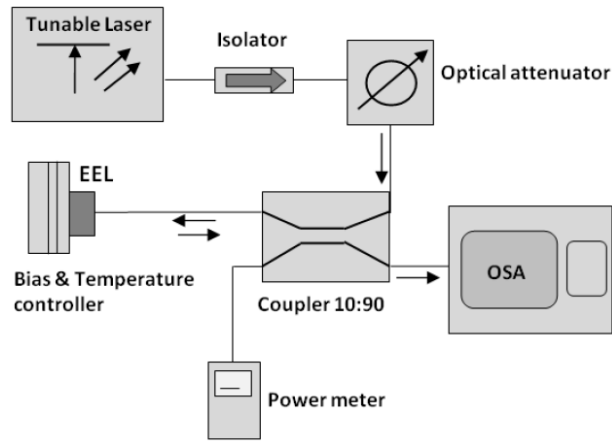 Tunable Laser
Isolator
Optical attenuator
EEL
Bias & Temperature
controller
Coupler 10:90
OSA
Power meter